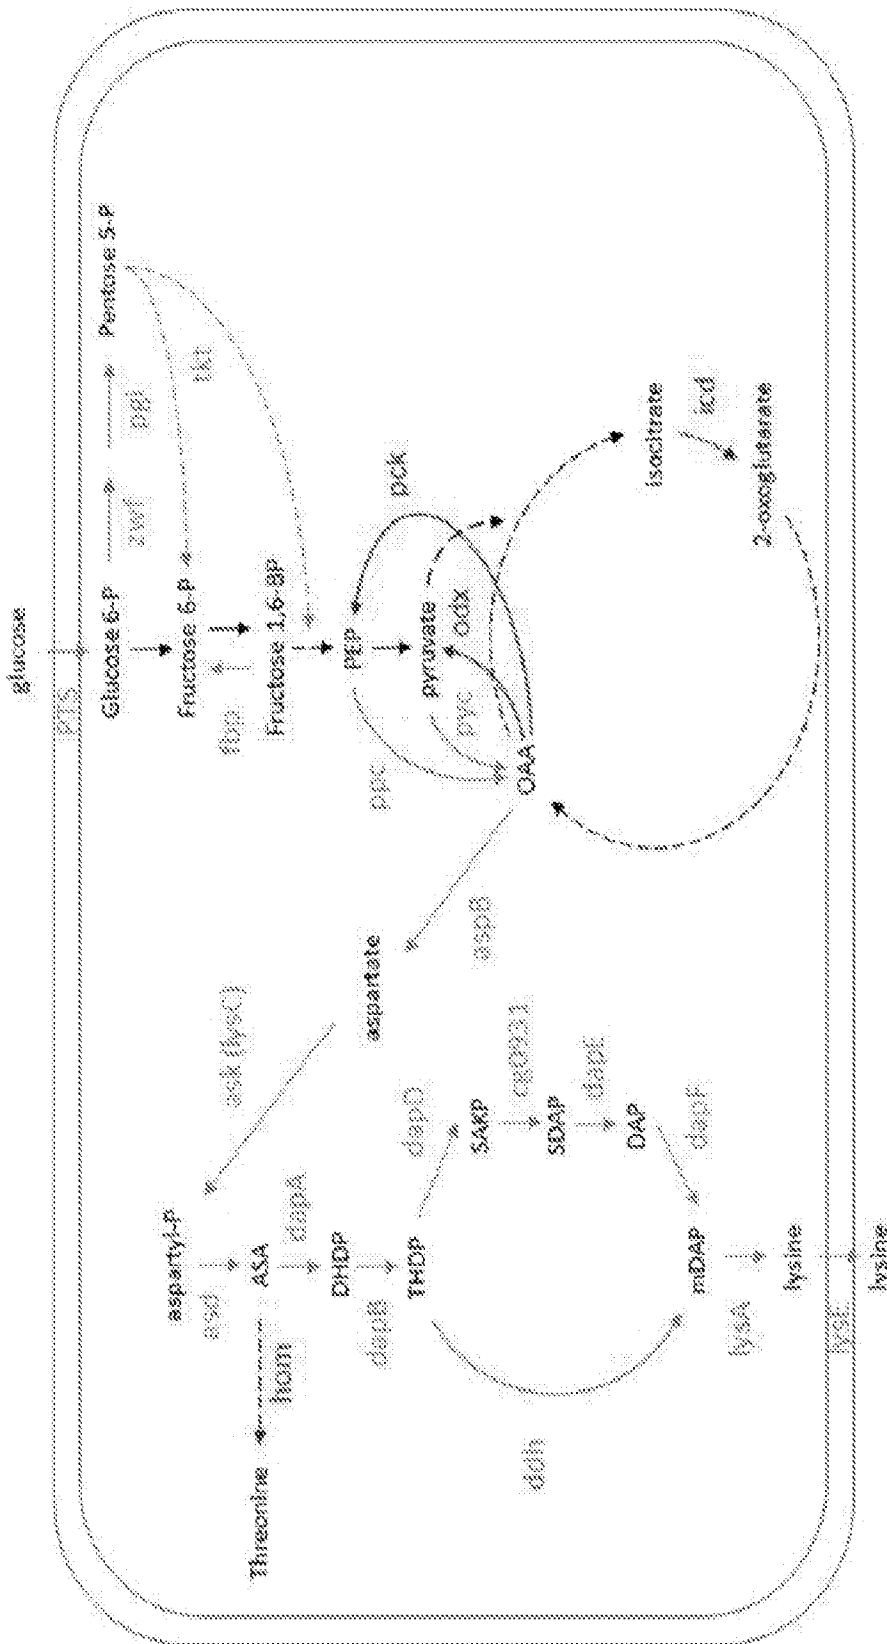 glucose
PTS
Glucose 6-P
zwf
pgl
Pentose 5-P
Fructose 6-P
tkt
fbp
Fructose 1,6-BP
PEP
pck
ppc
pyruvate
odx
pyc
OAA
isocitrate
icd
2-oxoglutarate
aspB
aspartate
ask (lysC)
aspartyl-P
asd
ASA
hom
Threonine
dapA
DHDP
dapB
THDP
dapD
SAKP
cg0931
SDAP
dapE
DAP
dapF
ddh
mDAP
lysA
lysine
lysE
lysine